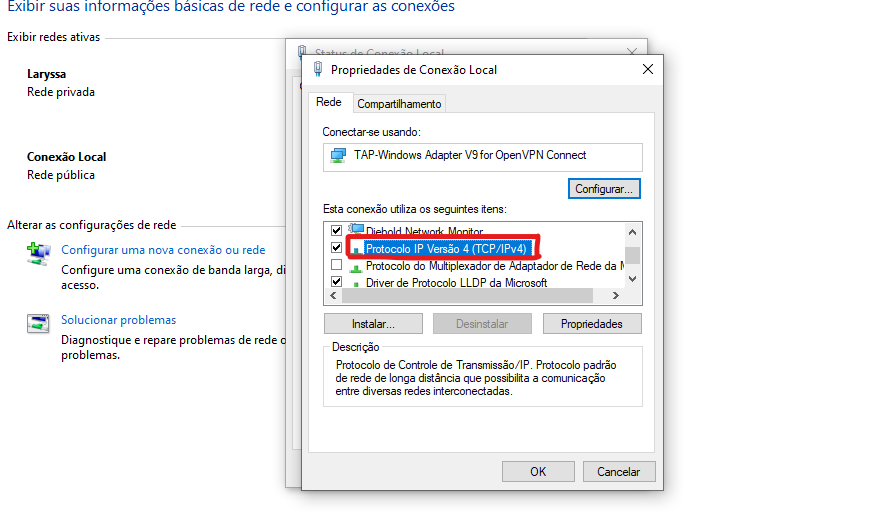 Exibir suas informações básicas de rede e configurar as conexões
Exibir redes ativas
Laryssa
Rede privada
Conexão Local
Rede pública
Alterar as configurações de rede
Configurar uma nova conexão ou rede
Configure uma conexão de banda larga, di
acesso.
Solucionar problemas
Diagnostique e repare problemas de rede o
problemas.
Status de Conexão Local
Propriedades de Conexão Local
Rede
Compartilhamento
Conectar-se usando:
TAP-Windows Adapter V9 for OpenVPN Connect
Configurar...
Esta conexão utiliza os seguintes itens:
Diebold Network Monitor
Protocolo IP Versão 4 (TCP/IPv4)
Protocolo do Multiplexador de Adaptador de Rede da M
Driver de Protocolo LLDP da Microsoft
Instalar...
Desinstalar
Propriedades
Descrição
Protocolo de Controle de Transmissão/IP. Protocolo padrão
de rede de longa distância que possibilita a comunicação
entre diversas redes interconectadas.
OK
Cancelar